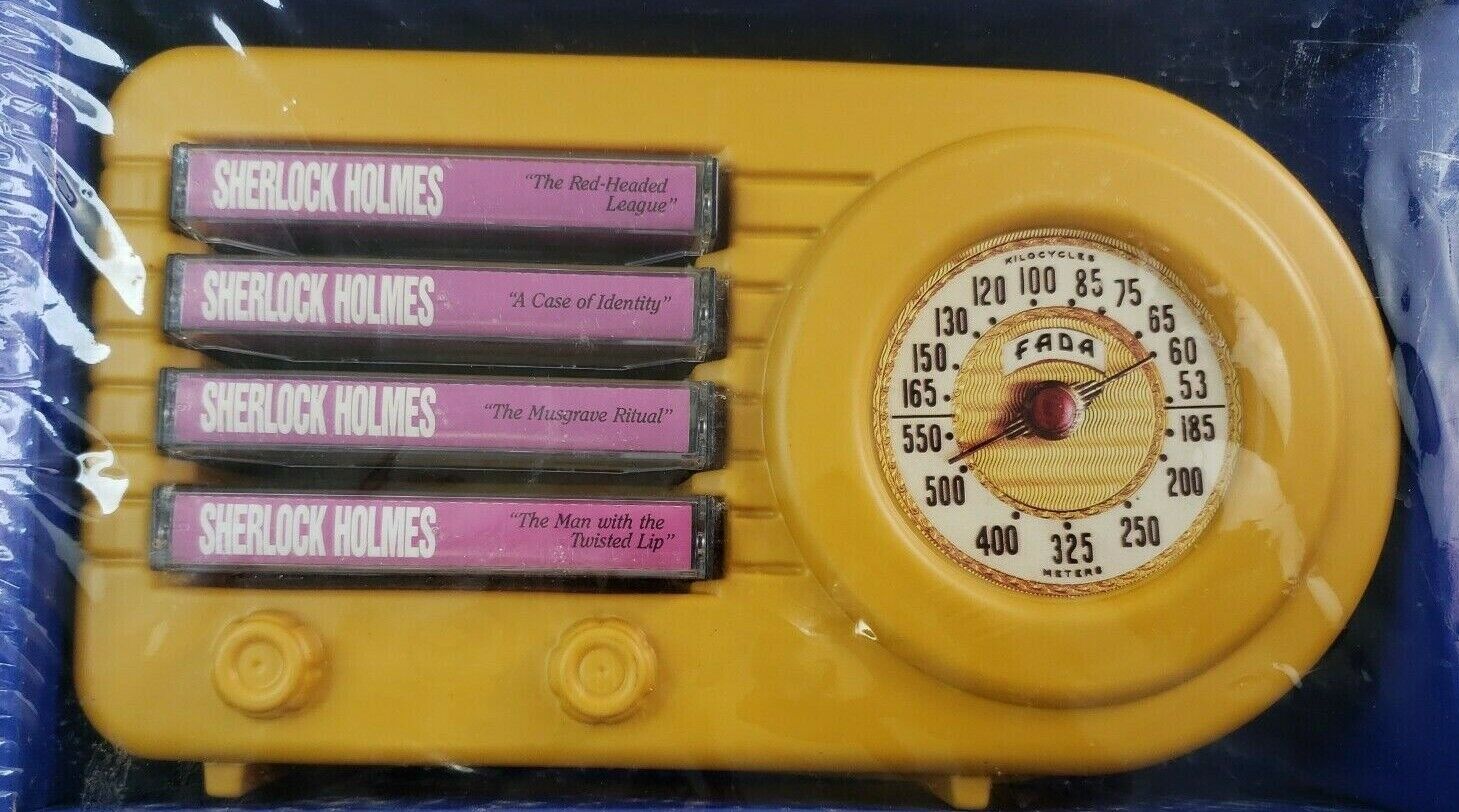 SHERLOCK HOLMES
"The Red-Headed
League"
SHERLOCK HOLMES
"A Case of Identity"
SHERLOCK HOLMES
"The Musgrave Ritual"
SHERLOCK HOLMES
"The Man with the
Twisted Lip"
KILOCYCLES
165 150 130 120 100 85 75 65 60 53
FADA
550 500 400 325 250 200 185
METERS